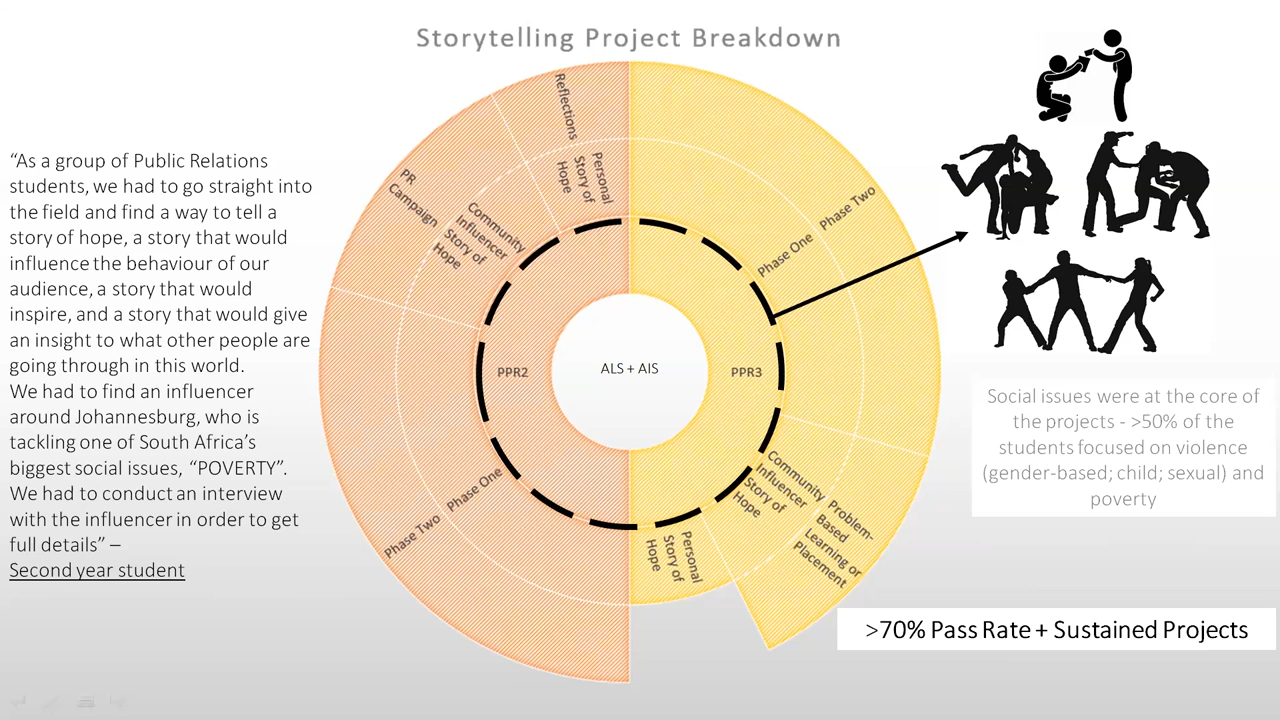 Storytelling Project Breakdown
“As a group of Public Relations
students, we had to go straight into
the field and find a way to tell a
story of hope, a story that would
influence the behaviour of our
audience, a story that would
inspire, and a story that would give
an insight to what other people are
going through in this world.
We had to find an influencer
around Johannesburg, who is
tackling one of South Africa’s
biggest social issues, “POVERTY”.
We had to conduct an interview
with the influencer in order to get
full details” –
Second year student
Reflections
Personal
Story of
Hope
PR
Campaign
Community
Influencer
Story of
Hope
Phase Two
Phase One
PPR2
ALS + AIS
PPR3
Phase One
Phase Two
Community
Influencer
Story of
Hope
Problem-
Based
Learning or
Placement
Personal
Story of
Hope
Social issues were at the core of
the projects - >50% of the
students focused on violence
(gender-based; child; sexual) and
poverty
>70% Pass Rate + Sustained Projects